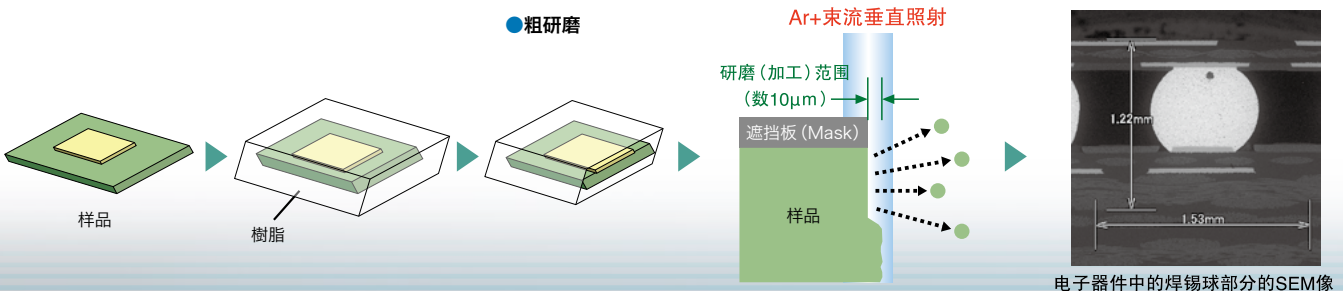 ●粗研磨
样品
樹脂
Ar+束流垂直照射
研磨（加工）范围
（数10μm）
遮挡板（Mask）
样品
1.22mm
1.53mm
电子器件中的焊锡球部分的SEM像